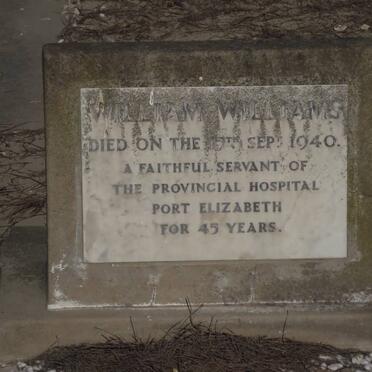 WILLIAM WILLIAMS
DIED ON THE SEP: 1940.
A FAITHFUL SERVANT OF
THE PROVINCIAL HOSPITAL
PORT ELIZABETH
FOR 45 YEARS.